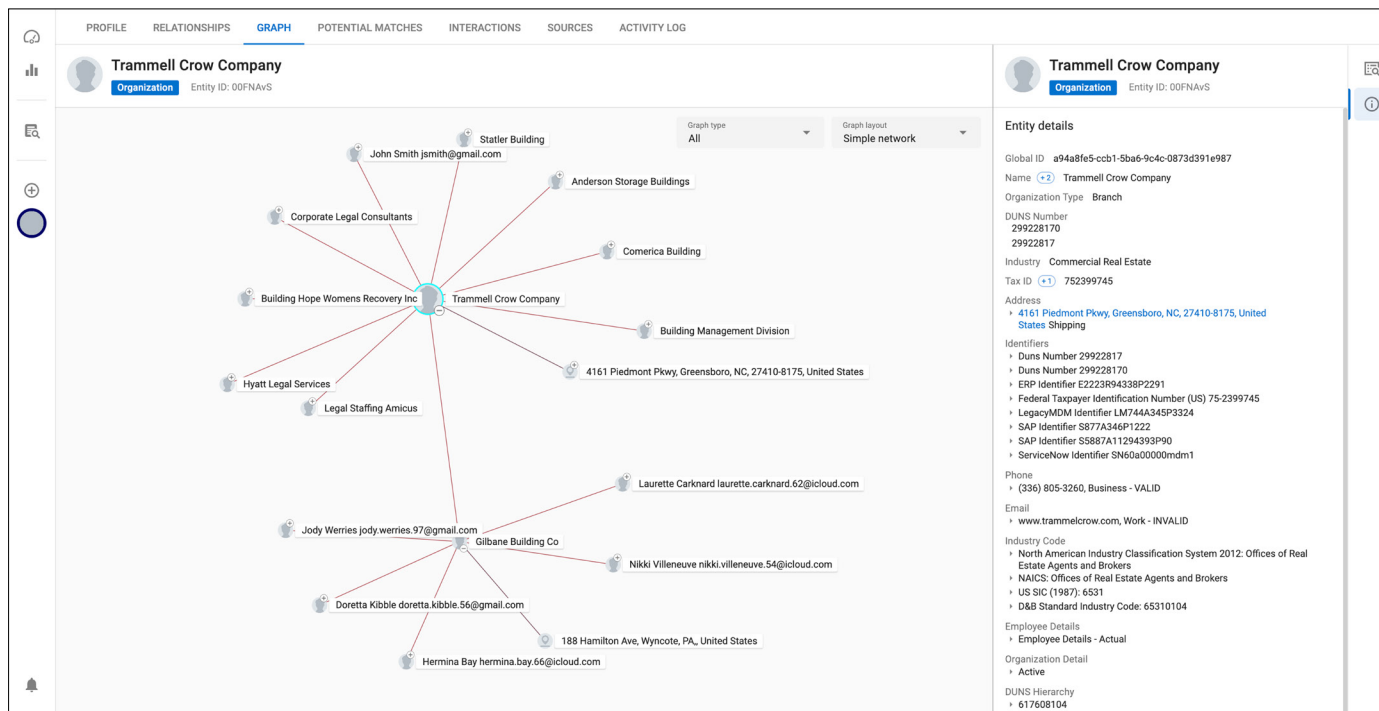 PROFILE
RELATIONSHIPS
GRAPH
POTENTIAL MATCHES
INTERACTIONS
SOURCES
ACTIVITY LOG
Trammell Crow Company
Organization Entity ID: 00FNAvS
Graph type
All
Graph layout
Simple network
Statler Building
John Smith jsmith@gmail.com
Anderson Storage Buildings
Corporate Legal Consultants
Comerica Building
Building Hope Womens Recovery Inc
Trammell Crow Company
Building Management Division
4161 Piedmont Pkwy, Greensboro, NC, 27410-8175, United States
Hyatt Legal Services
Legal Staffing Amicus
Laurette Carknard laurette.carknard.62@icloud.com
Jody Werries jody.werries.97@gmail.com
Gilbane Building Co
Nikki Villeneuve nikki.villeneuve.54@icloud.com
Doretta Kibble doretta.kibble.56@gmail.com
188 Hamilton Ave, Wyncote, PA,, United States
Hermina Bay hermina.bay.66@icloud.com
Trammell Crow Company
Organization Entity ID: 00FNAvS
Entity details
Global ID a94a8fe5-ccb1-5ba6-9c4c-0873d391e987
Name +2 Trammell Crow Company
Organization Type Branch
DUNS Number
299228170
29922817
Industry Commercial Real Estate
Tax ID +1 752399745
Address
4161 Piedmont Pkwy, Greensboro, NC, 27410-8175, United
States Shipping
Identifiers
Duns Number 29922817
Duns Number 299228170
ERP Identifier E2223R94338P2291
Federal Taxpayer Identification Number (US) 75-2399745
LegacyMDM Identifier LM744A345P3324
SAP Identifier S877A346P1222
SAP Identifier S5887A11294393P90
ServiceNow Identifier SN60a00000mdm1
Phone
(336) 805-3260, Business - VALID
Email
www.trammelcrow.com, Work - INVALID
Industry Code
North American Industry Classification System 2012: Offices of Real
Estate Agents and Brokers
NAICS: Offices of Real Estate Agents and Brokers
US SIC (1987): 6531
D&B Standard Industry Code: 65310104
Employee Details
Employee Details - Actual
Organization Detail
Active
DUNS Hierarchy
617608104